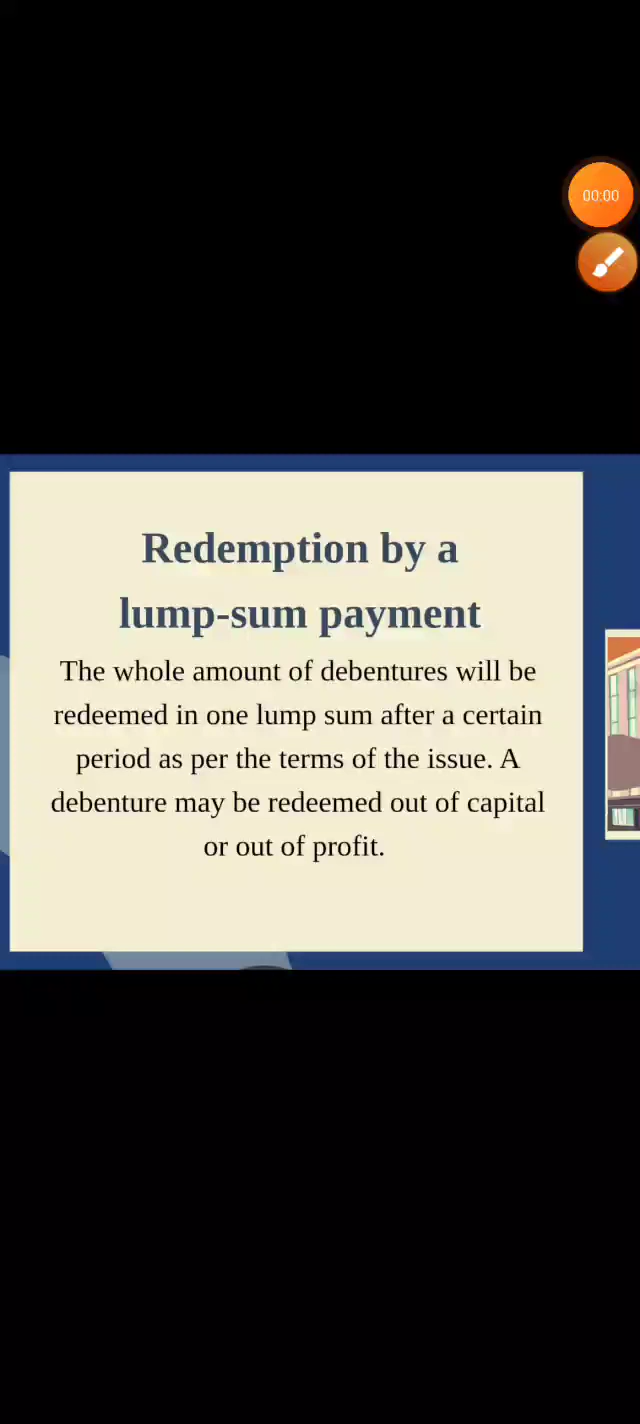 00:00
Redemption by a
lump-sum payment
The whole amount of debentures will be
redeemed in one lump sum after a certain
period as per the terms of the issue. A
debenture may be redeemed out of capital
or out of profit.